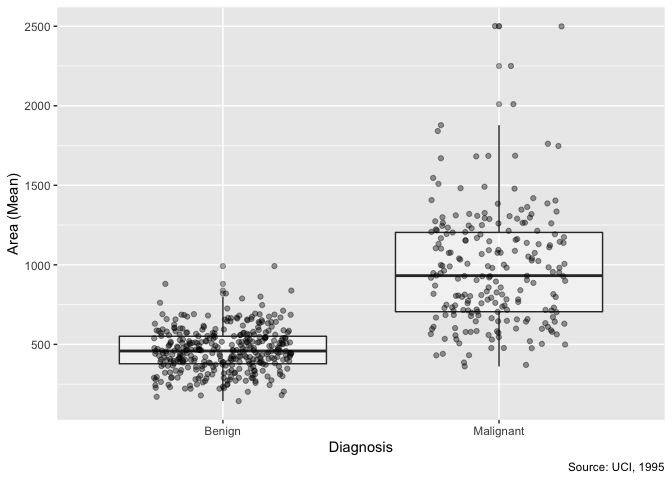 2500
2000
1500
1000
500
Area (Mean)
Benign
Malignant
Diagnosis
Source: UCI, 1995